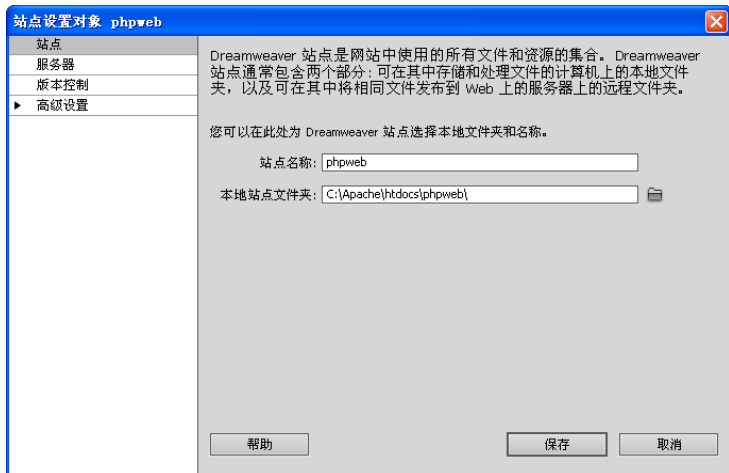 站点设置对象 phpweb
站点
服务器
版本控制
高级设置
Dreamweaver 站点是网站中使用的所有文件和资源的集合。Dreamweaver
站点通常包含两个部分:可在其中存储和处理文件的计算机上的本地文件
夹，以及可在其中将相同文件发布到 Web 上的服务器上的远程文件夹。
您可以在此处为 Dreamweaver 站点选择本地文件夹和名称。
站点名称: phpweb
本地站点文件夹: C:\Apache\htdocs\phpweb\
帮助
保存
取消